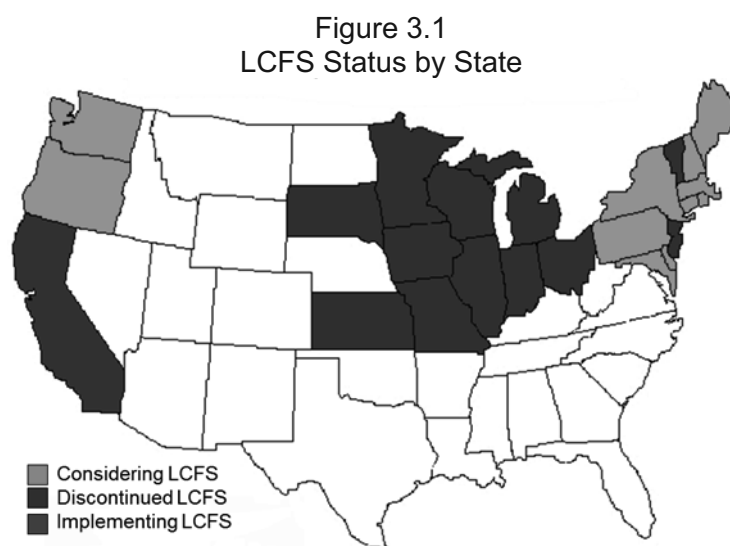 Figure 3.1
LCFS Status by State
Considering LCFS
Discontinued LCFS
Implementing LCFS